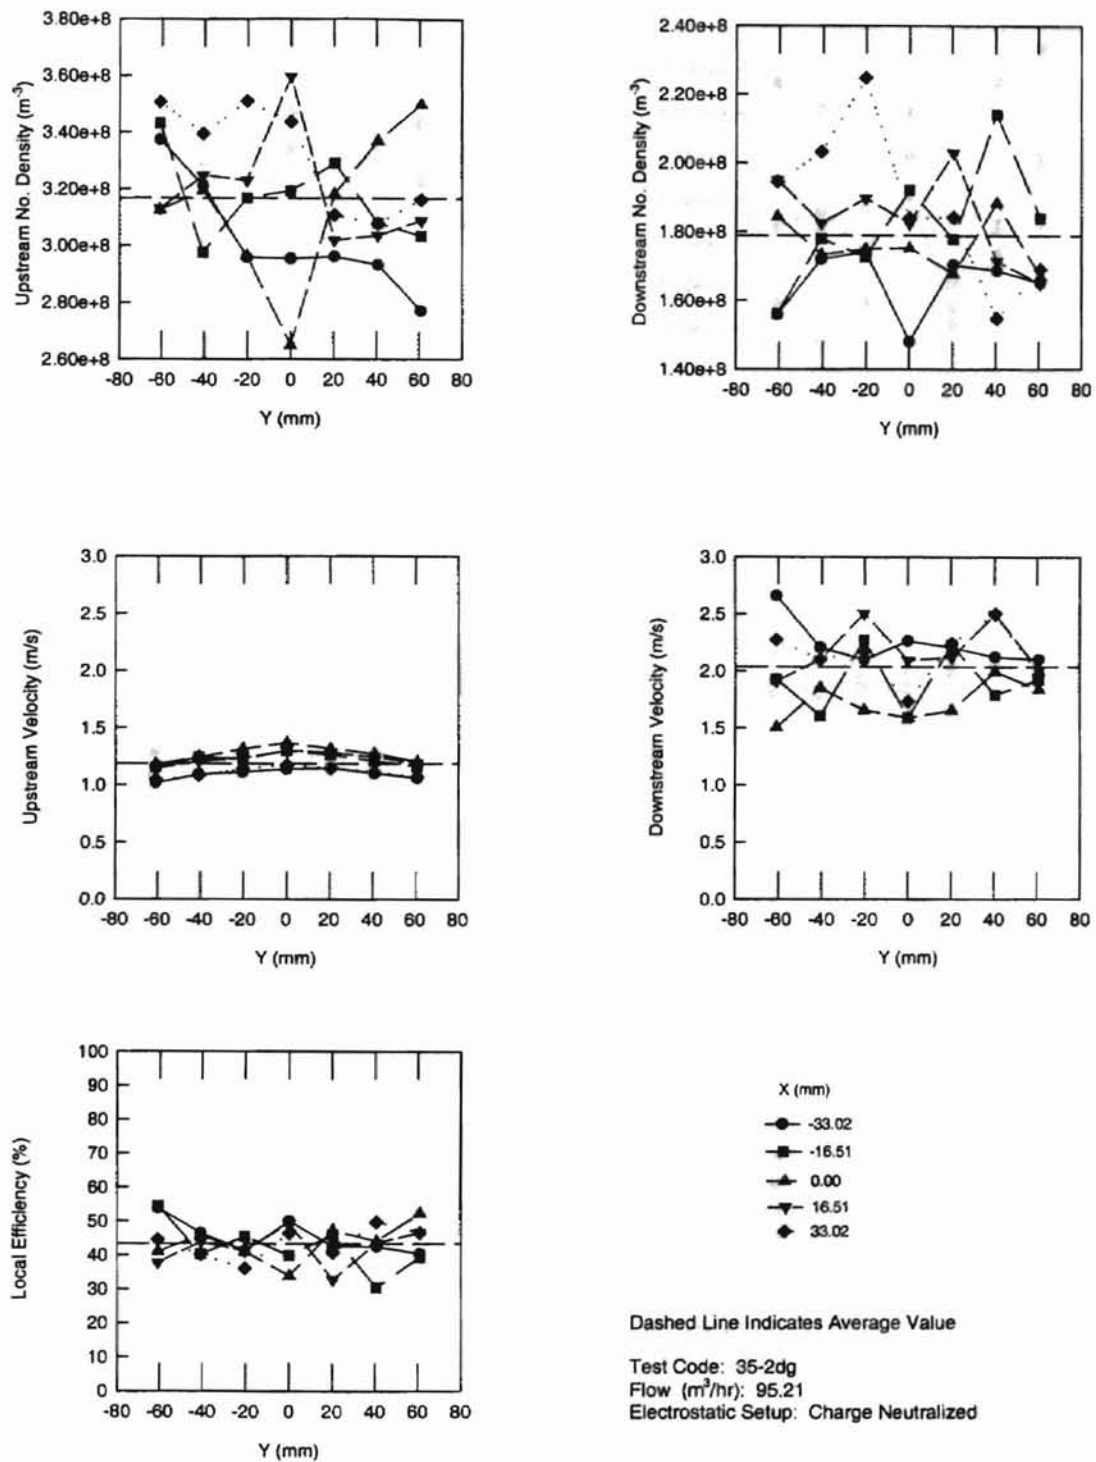 3.80e+8
3.60e+8
3.40e+8
3.20e+8
3.00e+8
2.80e+8
2.60e+8
Upstream No. Density (m⁻³)
-80 -60 -40 -20 0 20 40 60 80
Y (mm)
2.40e+8
2.20e+8
2.00e+8
1.80e+8
1.60e+8
1.40e+8
Downstream No. Density (m⁻³)
-80 -60 -40 -20 0 20 40 60 80
Y (mm)
3.0
2.5
2.0
1.5
1.0
0.5
0.0
Upstream Velocity (m/s)
-80 -60 -40 -20 0 20 40 60 80
Y (mm)
3.0
2.5
2.0
1.5
1.0
0.5
0.0
Downstream Velocity (m/s)
-80 -60 -40 -20 0 20 40 60 80
Y (mm)
100
90
80
70
60
50
40
30
20
10
0
Local Efficiency (%)
-80 -60 -40 -20 0 20 40 60 80
Y (mm)
X (mm)
-33.02
-16.51
0.00
16.51
33.02
Dashed Line Indicates Average Value
Test Code: 35-2dg
Flow (m³/hr): 95.21
Electrostatic Setup: Charge Neutralized